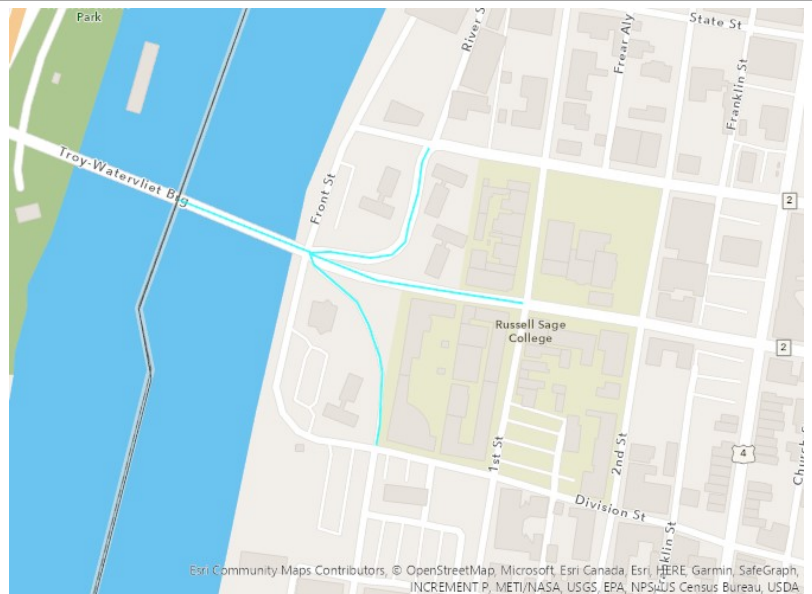 Park
State St
River S
Frear Aly
Franklin St
Troy-Watervliet Brg
Front St
2
Russell Sage
College
2
1st St
2nd St
4
Church S
Division St
Franklin St
Esri Community Maps Contributors, © OpenStreetMap, Microsoft, Esri Canada, Esri, HERE, Garmin, SafeGraph,
INCREMENT P, METI/NASA, USGS, EPA, NPS, US Census Bureau, USDA